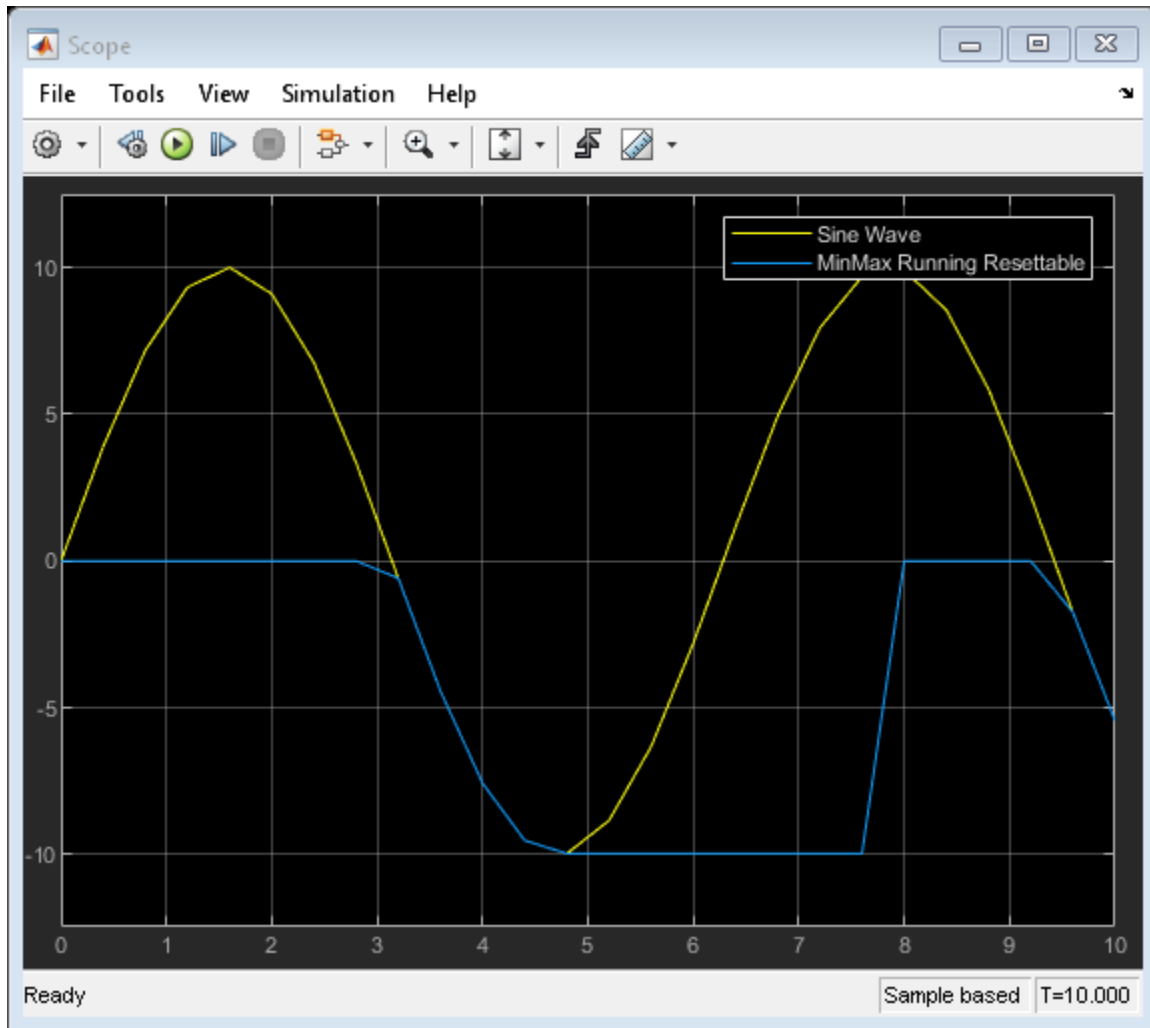 Scope
File Tools View Simulation Help
Sine Wave
MinMax Running Resettable
10
5
0
-5
-10
0 1 2 3 4 5 6 7 8 9 10
Ready Sample based T=10.000